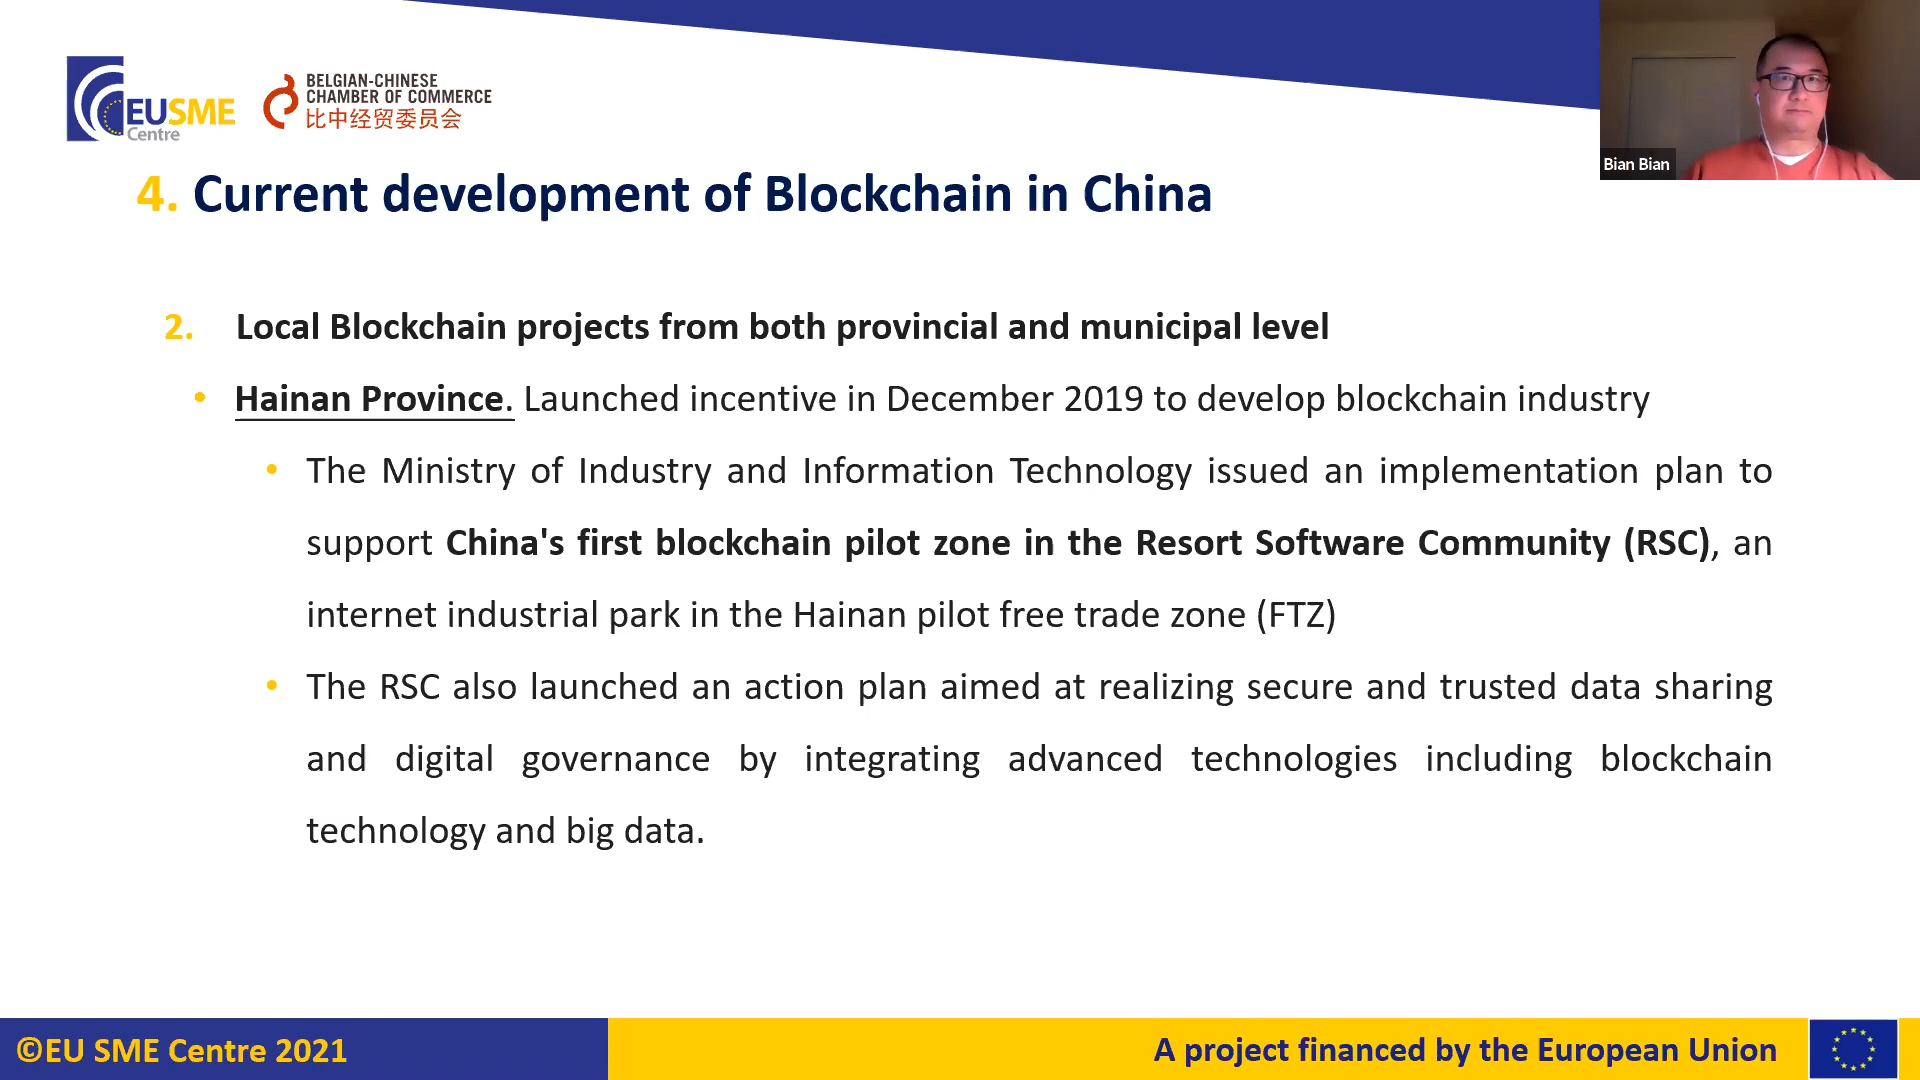 EUSME
Centre
BELGIAN-CHINESE
CHAMBER OF COMMERCE
比中经贸委员会
Bian Bian
4. Current development of Blockchain in China
2. Local Blockchain projects from both provincial and municipal level
• Hainan Province. Launched incentive in December 2019 to develop blockchain industry
• The Ministry of Industry and Information Technology issued an implementation plan to
support China's first blockchain pilot zone in the Resort Software Community (RSC), an
internet industrial park in the Hainan pilot free trade zone (FTZ)
• The RSC also launched an action plan aimed at realizing secure and trusted data sharing
and digital governance by integrating advanced technologies including blockchain
technology and big data.
©EU SME Centre 2021
A project financed by the European Union